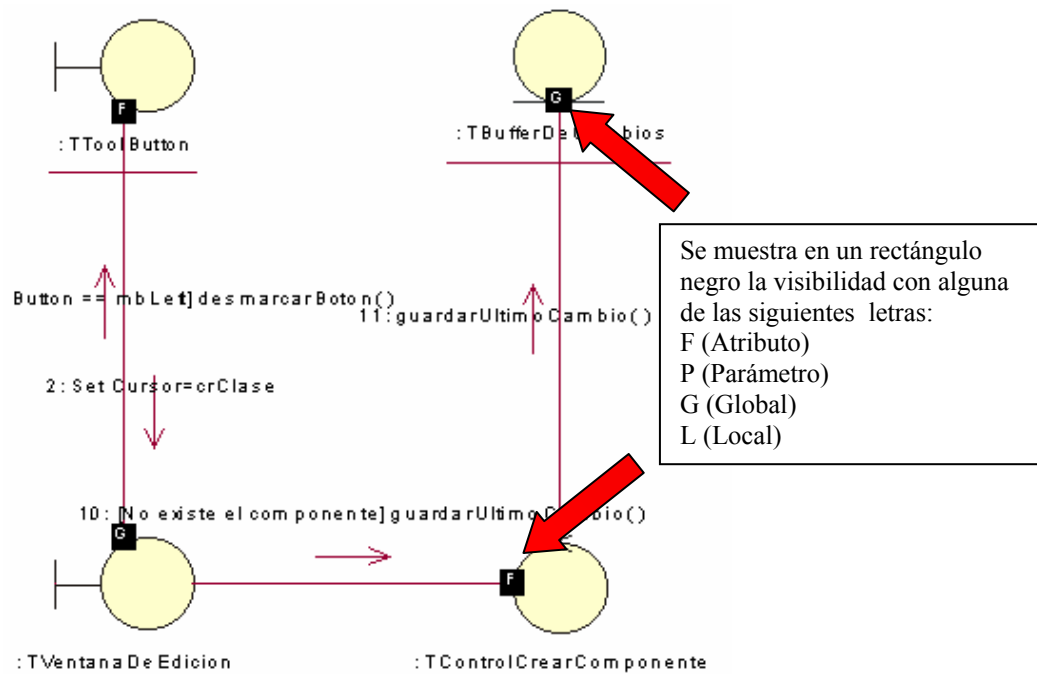 F
G
: TToolButton
: TBufferDe
bios
Se muestra en un rectángulo
negro la visibilidad con alguna
de las siguientes letras:
F (Atributo)
P (Parámetro)
G (Global)
L (Local)
Button == mbLeft] desmarcarBoton()
11: guardarUltimoCambio()
2: Set Cursor=crClase
10: [No existe el componente] guardarUltimo bio()
G
F
: TVentanaDeEdicion
: TControlCrearComponente